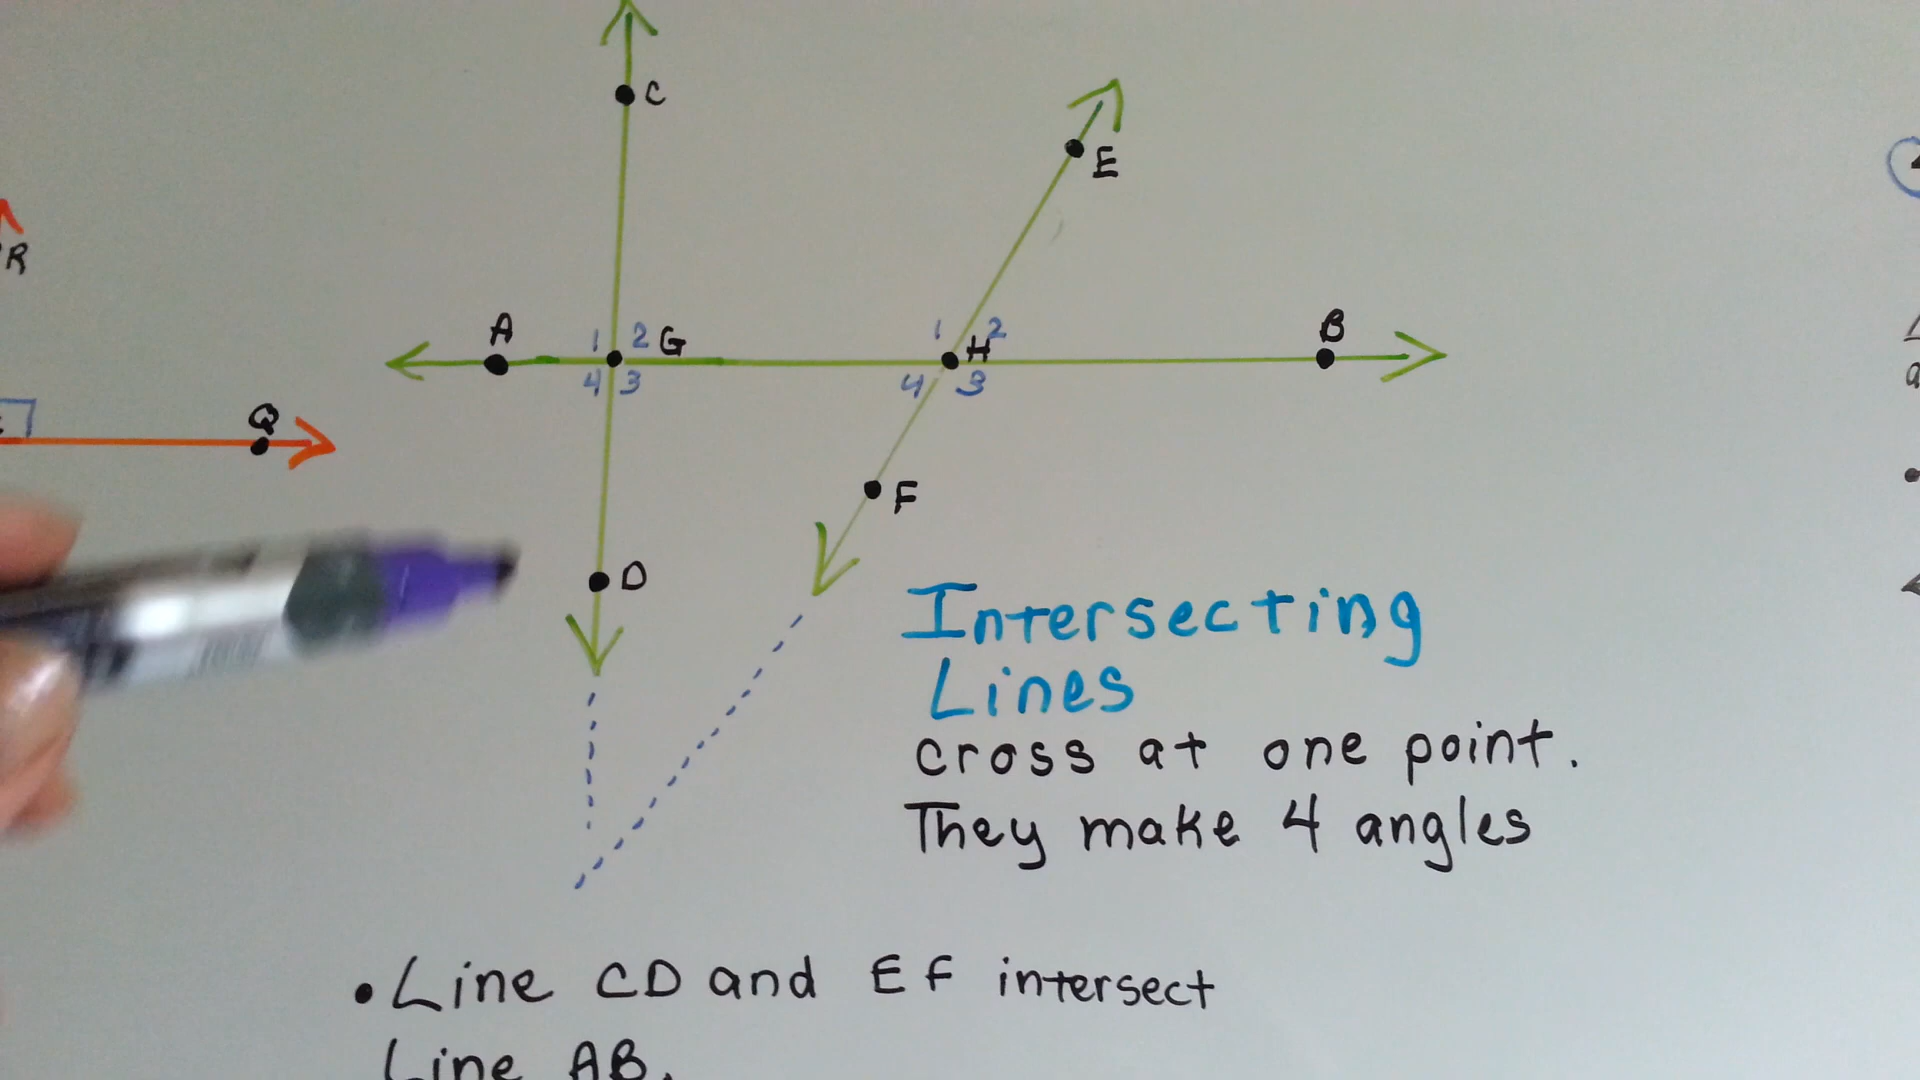 C
E
R
A
1 2 G
1 2
H
B
4 3
4 3
Q
F
D
Intersecting
Lines
cross at one point.
They make 4 angles
• Line CD and EF intersect
Line AB.